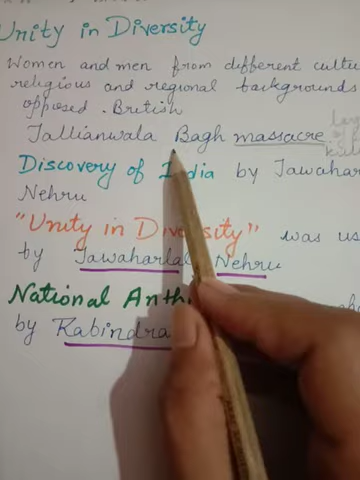 Unity in Diversity
Women and men from different
religious and regional backgrounds
opposed British
Jallianwala Bagh massacre
Discovery of India by
Nehru
"Unity in Diversity" was
by Jawaharlal Nehru
National
by Rabindra